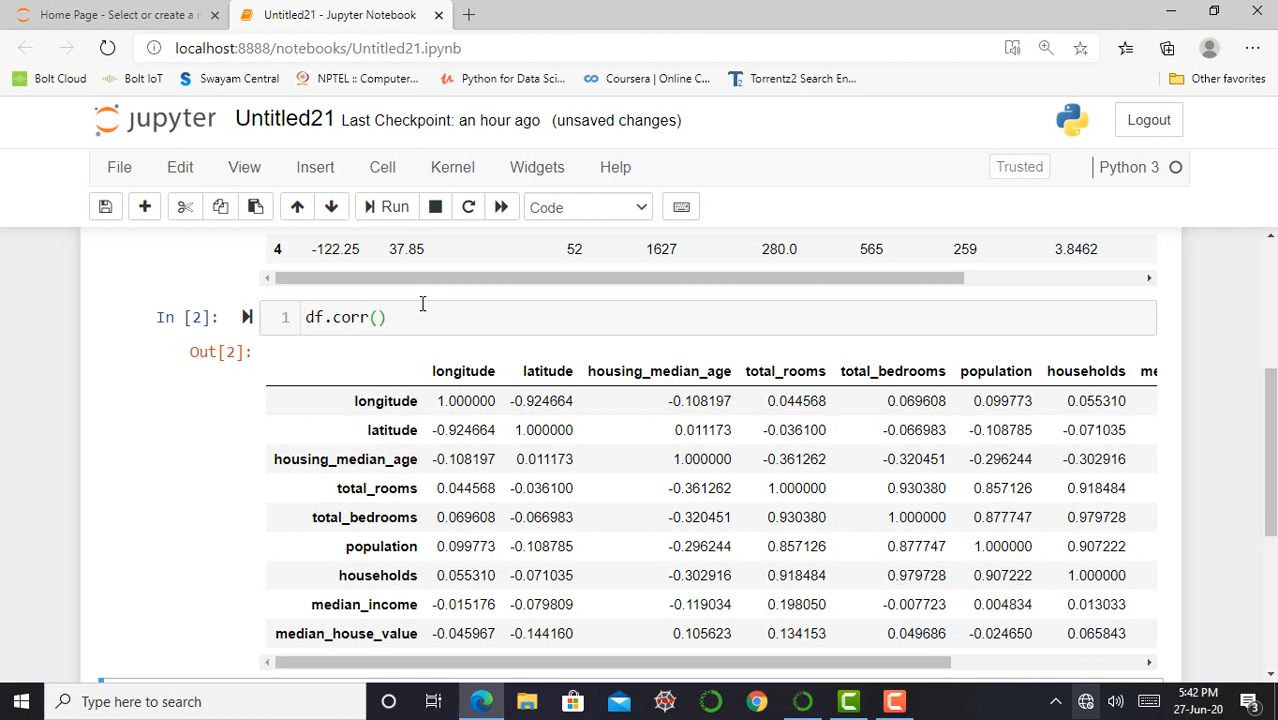 Home Page - Select or create a n
Untitled21 - Jupyter Notebook
localhost:8888/notebooks/Untitled21.ipynb
Bolt Cloud Bolt IoT Swayam Central NPTEL :: Computer... Python for Data Sci... Coursera | Online C... Torrentz2 Search En... Other favorites
jupyter Untitled21 Last Checkpoint: an hour ago (unsaved changes) Logout
File Edit View Insert Cell Kernel Widgets Help Trusted Python 3
Run Code
4 -122.25 37.85 52 1627 280.0 565 259 3.8462
In [2]: 1 df.corr()
Out[2]:
longitude latitude housing_median_age total_rooms total_bedrooms population households me
longitude 1.000000 -0.924664 -0.108197 0.044568 0.069608 0.099773 0.055310
latitude -0.924664 1.000000 0.011173 -0.036100 -0.066983 -0.108785 -0.071035
housing_median_age -0.108197 0.011173 1.000000 -0.361262 -0.320451 -0.296244 -0.302916
total_rooms 0.044568 -0.036100 -0.361262 1.000000 0.930380 0.857126 0.918484
total_bedrooms 0.069608 -0.066983 -0.320451 0.930380 1.000000 0.877747 0.979728
population 0.099773 -0.108785 -0.296244 0.857126 0.877747 1.000000 0.907222
households 0.055310 -0.071035 -0.302916 0.918484 0.979728 0.907222 1.000000
median_income -0.015176 -0.079809 -0.119034 0.198050 -0.007723 0.004834 0.013033
median_house_value -0.045967 -0.144160 0.105623 0.134153 0.049686 -0.024650 0.065843
Type here to search
5:42 PM
27-Jun-20
3